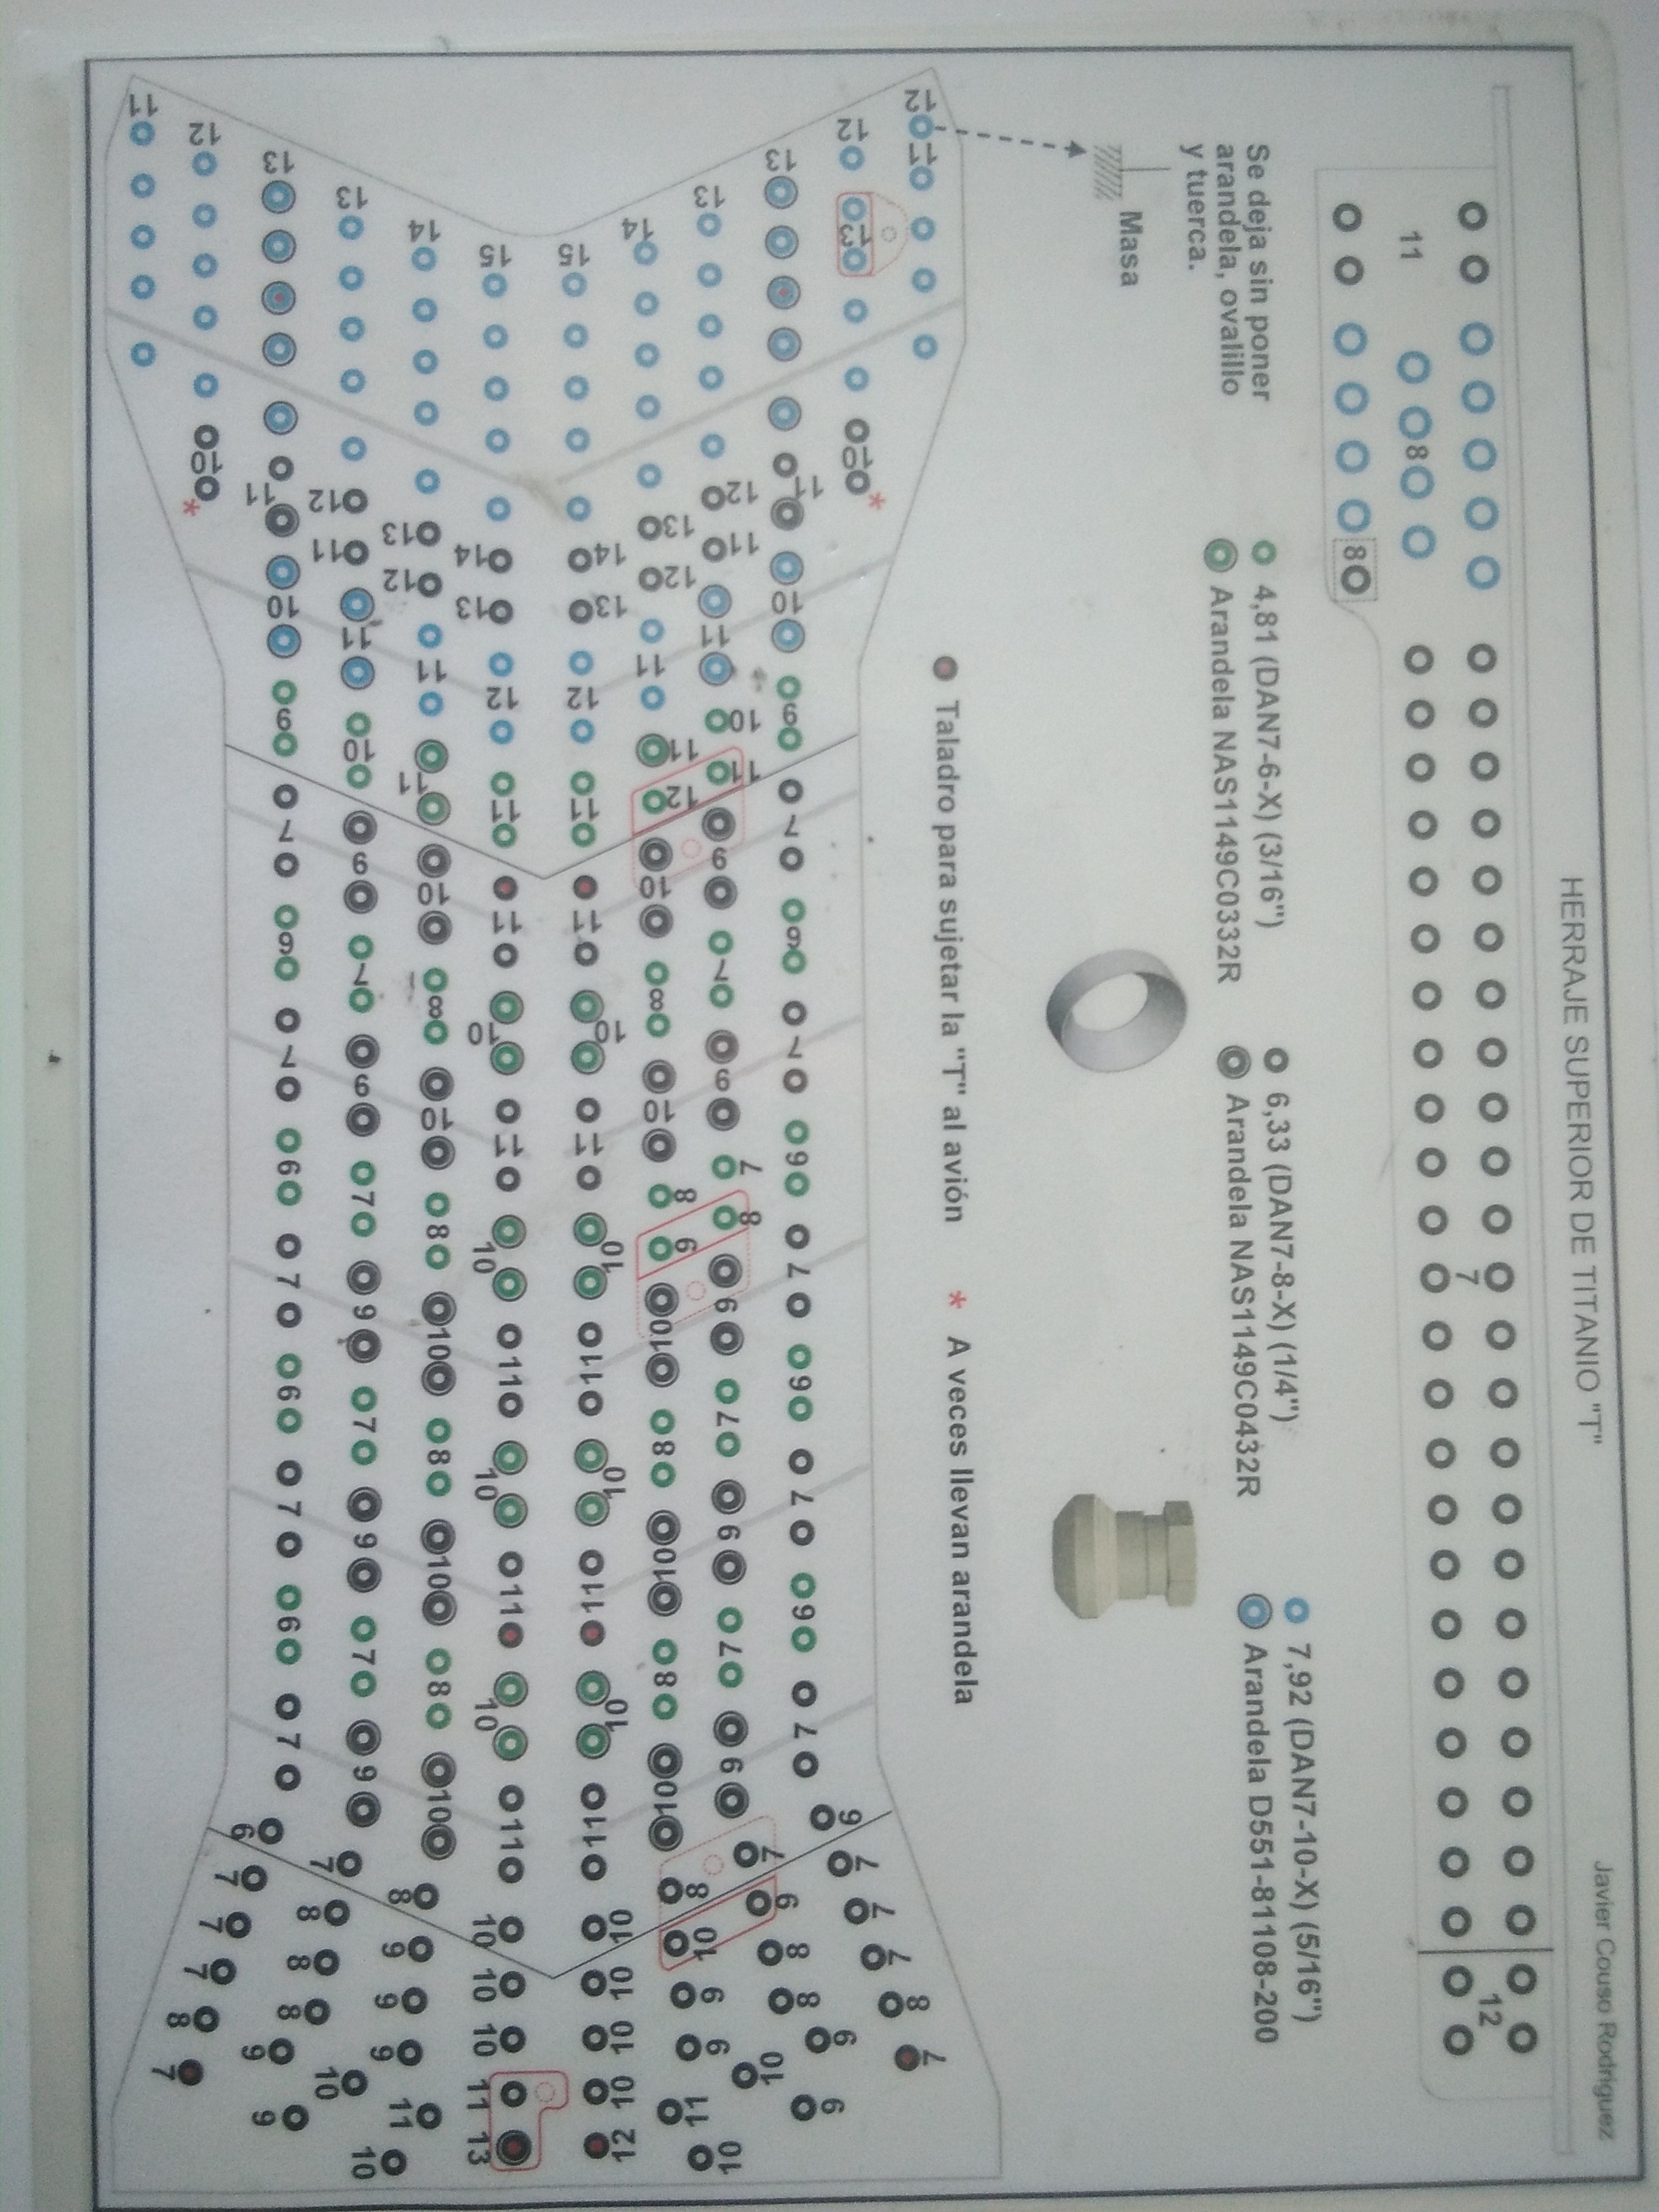 HERRAJE SUPERIOR DE TITANIO "T"
Javier Couso Rodriguez
12
7
11
8
8
Se deja sin poner
arandela, ovalillo
y tuerca.
4,81 (DAN7-6-X) (3/16")
Arandela NAS1149C0332R
6,33 (DAN7-8-X) (1/4")
Arandela NAS1149C0432R
7,92 (DAN7-10-X) (5/16")
Arandela D551-81108-200
Masa
Taladro para sujetar la "T" al avión
* A veces llevan arandela
12 11
7 8 7 7 7 6
12 13 10 *
9 9
13 11 10 9 7 6 7 6 7 6 7 6 7
8 8
13 12 11 11 10 11 9 7 9 7 8 9 7 9 7 9 7 9 10 10
14 13 12 11 11 12 10 8 10 8 9 10 8 10 8 10 8 10 9 9 11
15 14 13 12 11 11 10 11 10 11 10 11 10 11 10 10 10 10 12
15 14 13 12 11 11 10 11 10 11 10 11 10 11 10 10 10 11 13
14 13 12 11 11 10 8 10 8 10 8 10 8 10 8 9 9 9 11 10
13 12 11 11 10 9 7 9 7 9 7 9 7 9 7 8 8 8 10
13 11 10 9 7 6 7 6 7 6 7 6 7 9 9
12 10 * 6 7 7 7 8 7
11